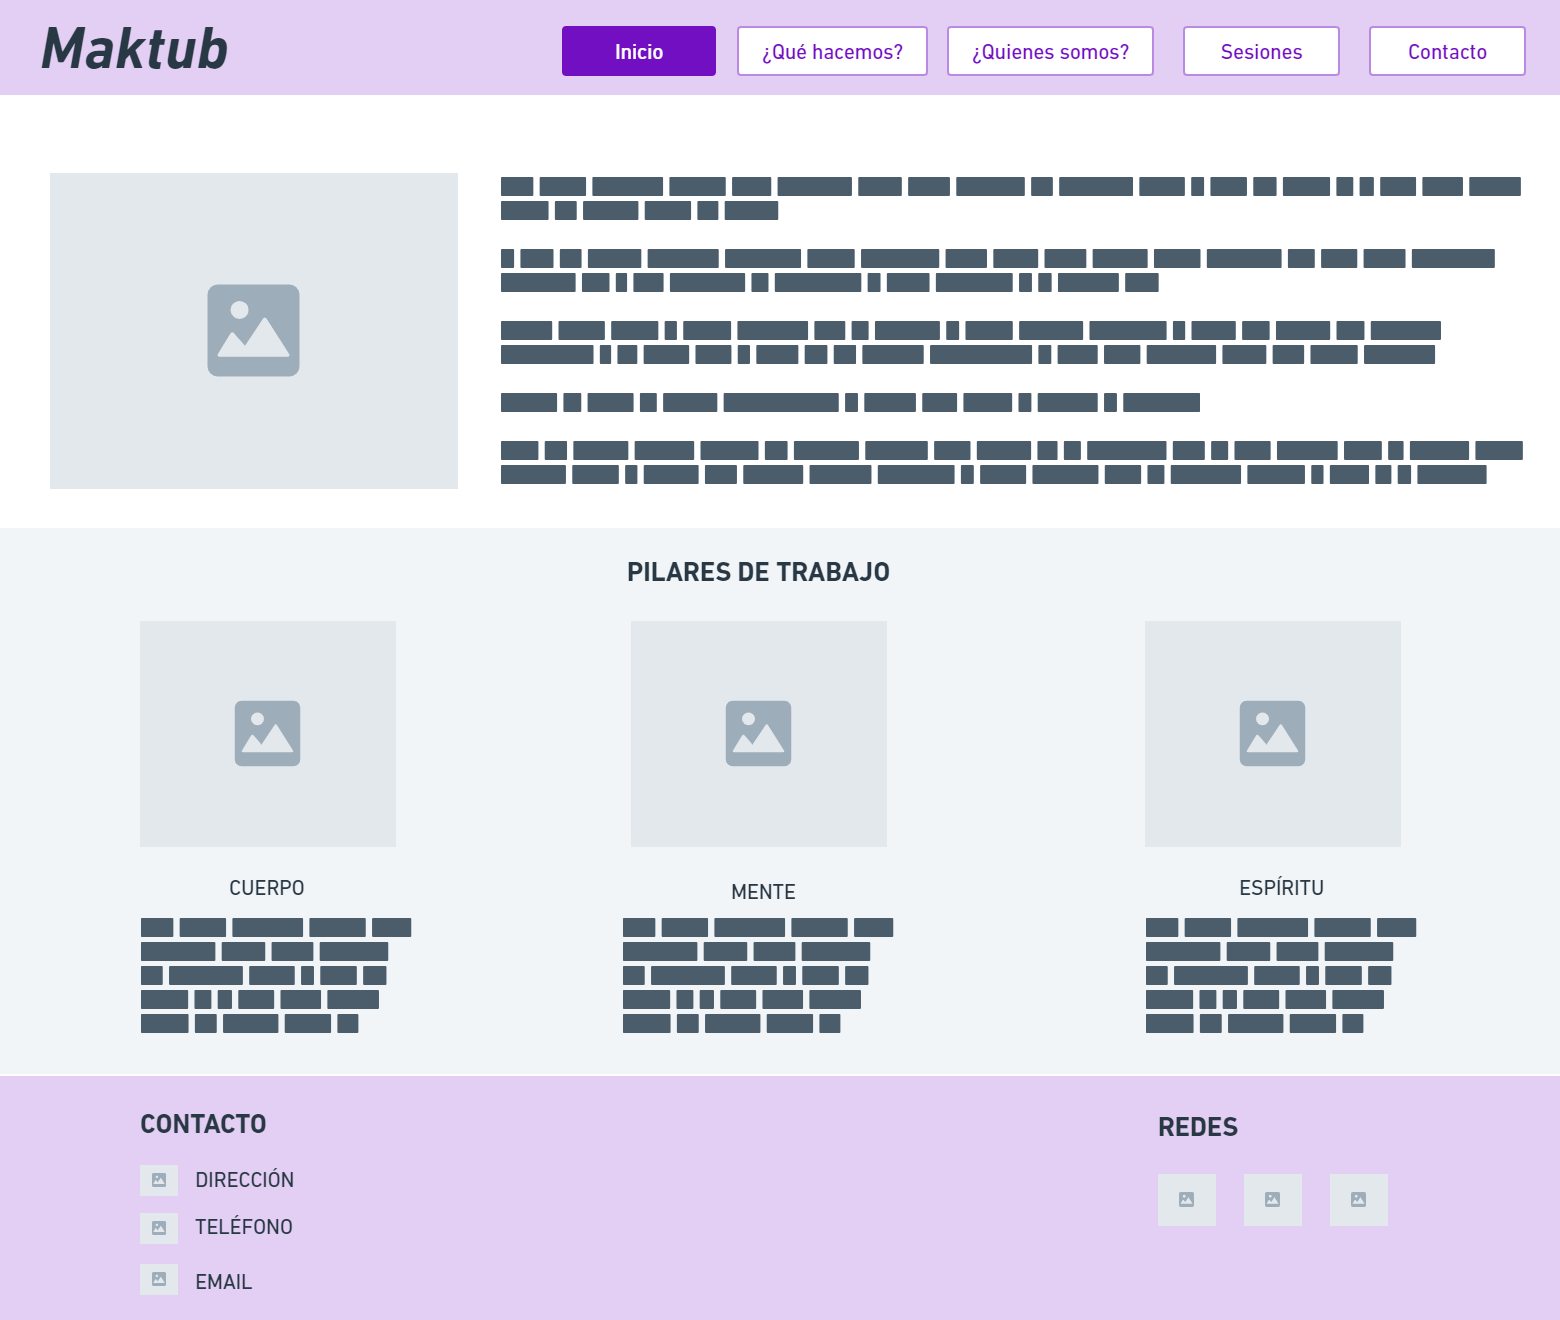 Maktub
Inicio
¿Qué hacemos?
¿Quienes somos?
Sesiones
Contacto
PILARES DE TRABAJO
CUERPO
MENTE
ESPÍRITU
CONTACTO
DIRECCIÓN
TELÉFONO
EMAIL
REDES